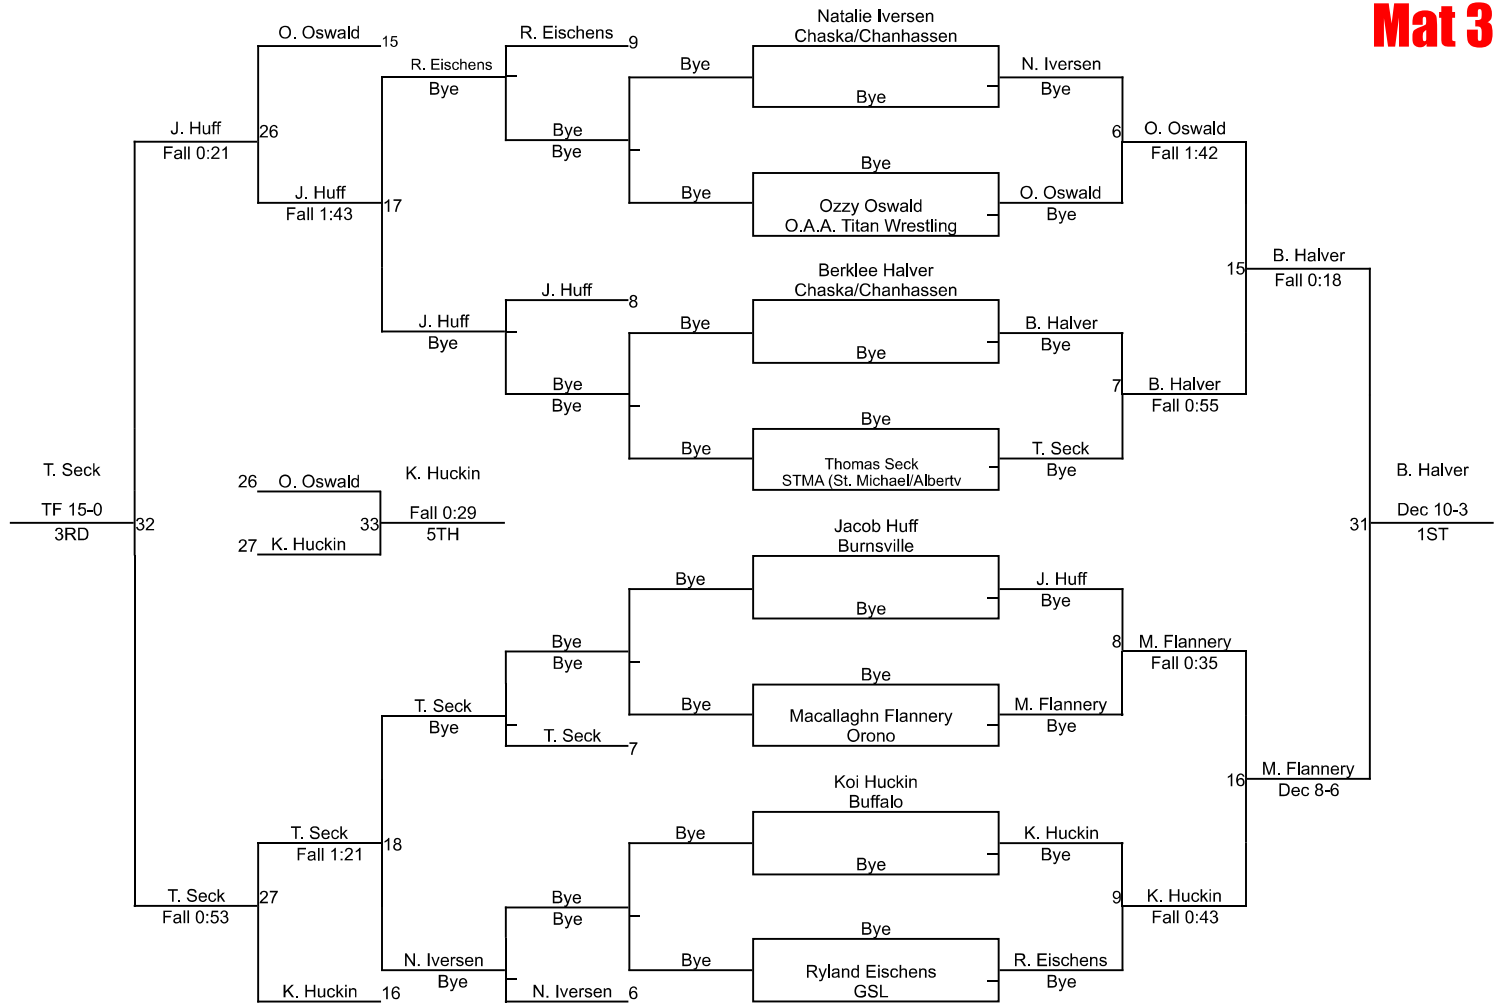 Mat 3
Natalie Iversen
Chaska/Chanhassen
O. Oswald
15
R. Eischens
9
R. Eischens
Bye
Bye
Bye
N. Iversen
Bye
J. Huff
Fall 0:21
26
Bye
Bye
6
O. Oswald
Fall 1:42
J. Huff
Fall 1:43
17
Bye
Bye
Ozzy Oswald
O.A.A. Titan Wrestling
O. Oswald
Bye
Berklee Halver
Chaska/Chanhassen
15
B. Halver
Fall 0:18
J. Huff
8
J. Huff
Bye
Bye
Bye
B. Halver
Bye
Bye
Bye
7
B. Halver
Fall 0:55
Bye
Bye
Thomas Seck
STMA (St. Michael/Albertv
T. Seck
Bye
T. Seck
TF 15-0
3RD
32
26
O. Oswald
27
K. Huckin
33
K. Huckin
Fall 0:29
5TH
B. Halver
Dec 10-3
1ST
31
Jacob Huff
Burnsville
Bye
Bye
J. Huff
Bye
Bye
Bye
8
M. Flannery
Fall 0:35
T. Seck
Bye
T. Seck
7
Bye
Bye
Macallaghn Flannery
Orono
M. Flannery
Bye
16
M. Flannery
Dec 8-6
Koi Huckin
Buffalo
T. Seck
Fall 1:21
18
Bye
Bye
K. Huckin
Bye
T. Seck
Fall 0:53
27
Bye
Bye
9
K. Huckin
Fall 0:43
N. Iversen
Bye
Bye
Bye
Ryland Eischens
GSL
R. Eischens
Bye
K. Huckin
16
N. Iversen
6